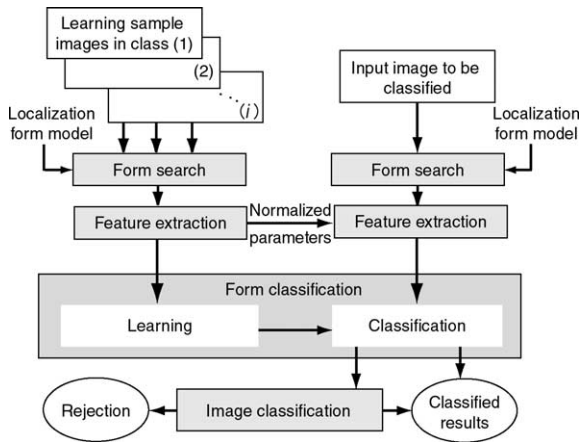 Learning sample
images in class (1)
(2)
(i)
Input image to be
classified
Localization
form model
Localization
form model
Form search
Form search
Feature extraction
Normalized
parameters
Feature extraction
Form classification
Learning
Classification
Rejection
Image classification
Classified
results